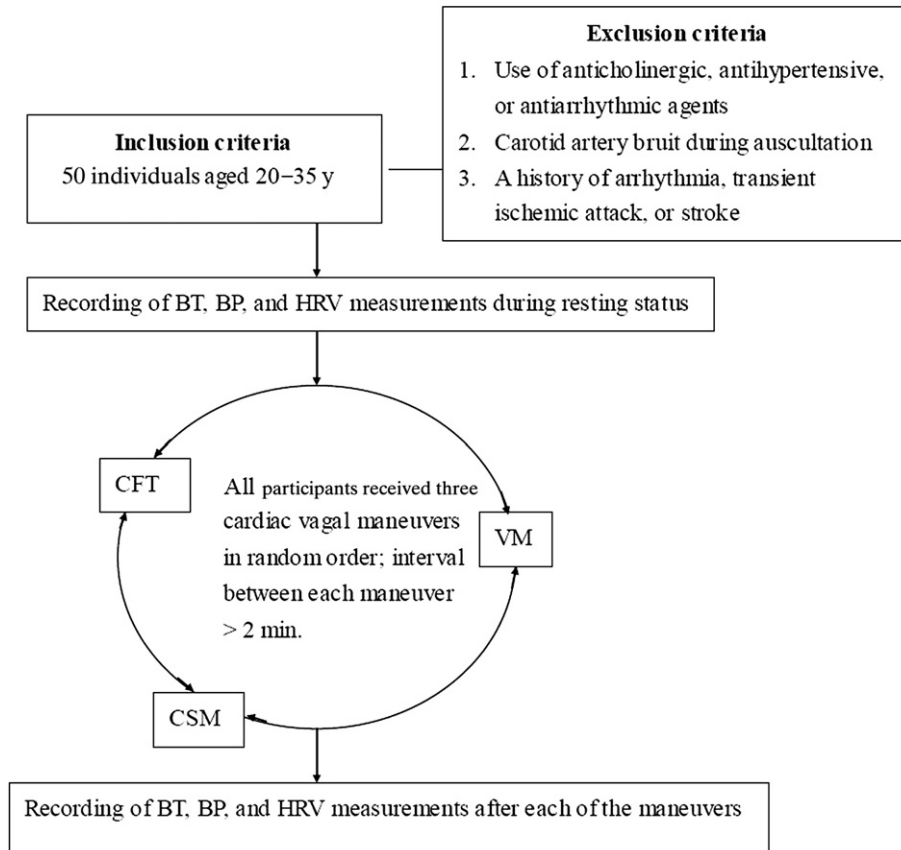 Exclusion criteria
1. Use of anticholinergic, antihypertensive,
or antiarrhythmic agents
2. Carotid artery bruit during auscultation
3. A history of arrhythmia, transient
ischemic attack, or stroke
Inclusion criteria
50 individuals aged 20–35 y
Recording of BT, BP, and HRV measurements during resting status
CFT
All participants received three
cardiac vagal maneuvers
in random order; interval
between each maneuver
> 2 min.
VM
CSM
Recording of BT, BP, and HRV measurements after each of the maneuvers